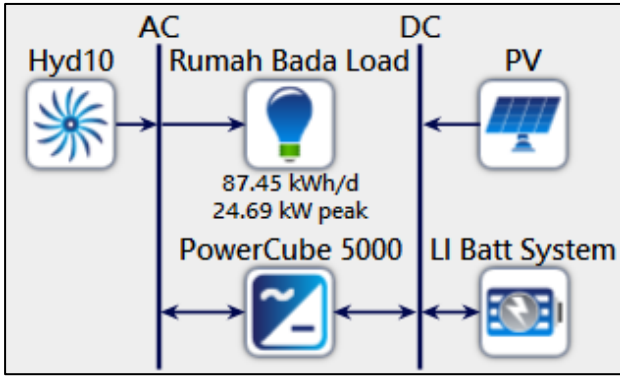 AC
DC
Hyd10
Rumah Bada Load
PV
87.45 kWh/d
24.69 kW peak
PowerCube 5000
LI Batt System